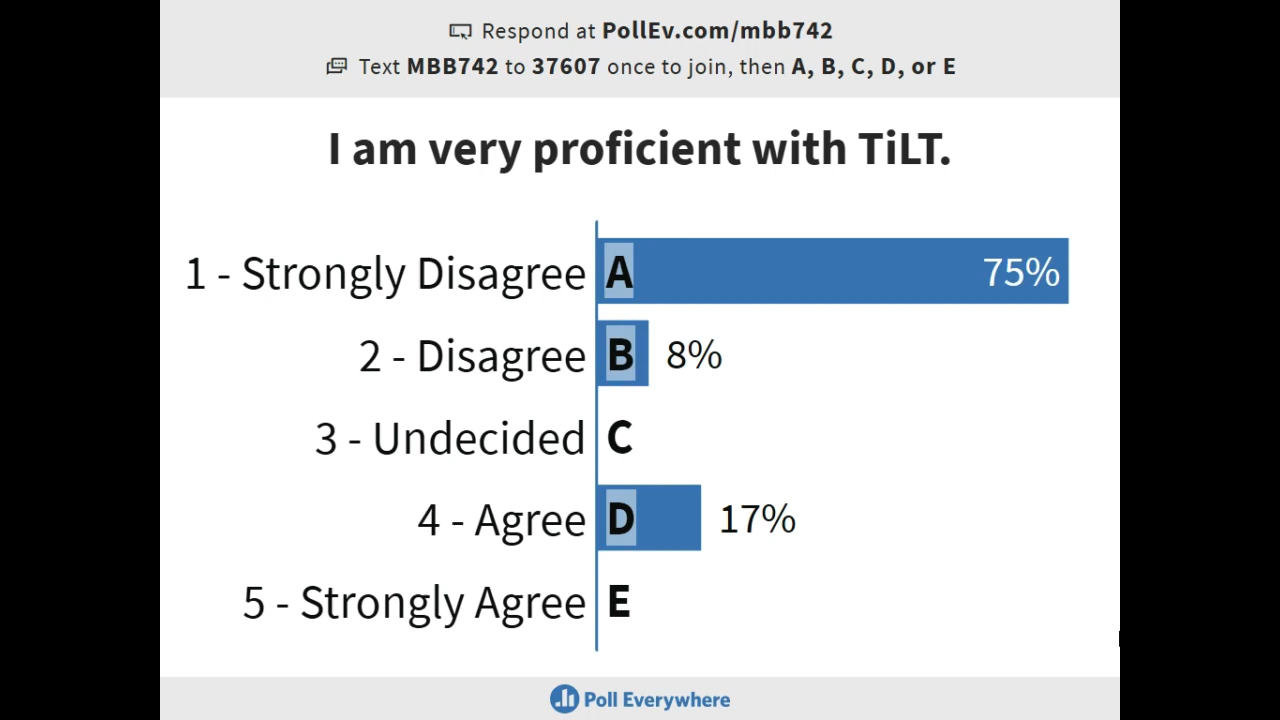 Respond at PollEv.com/mbb742
Text MBB742 to 37607 once to join, then A, B, C, D, or E
I am very proficient with TiLT.
1 - Strongly Disagree A 75%
2 - Disagree B 8%
3 - Undecided C
4 - Agree D 17%
5 - Strongly Agree E
Poll Everywhere